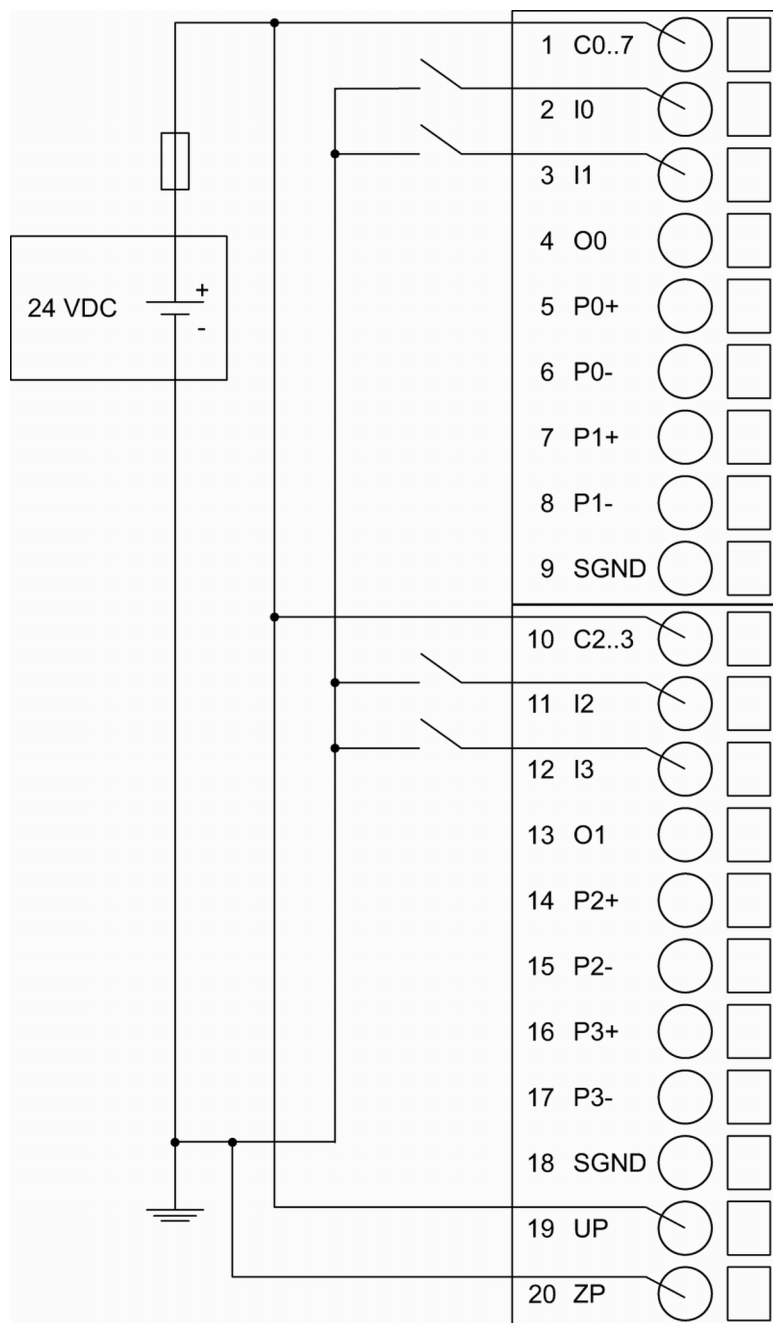 1 C0..7
2 I0
3 I1
4 O0
5 P0+
+
24 VDC
-
6 P0-
7 P1+
8 P1-
9 SGND
10 C2..3
11 I2
12 I3
13 O1
14 P2+
15 P2-
16 P3+
17 P3-
18 SGND
19 UP
20 ZP